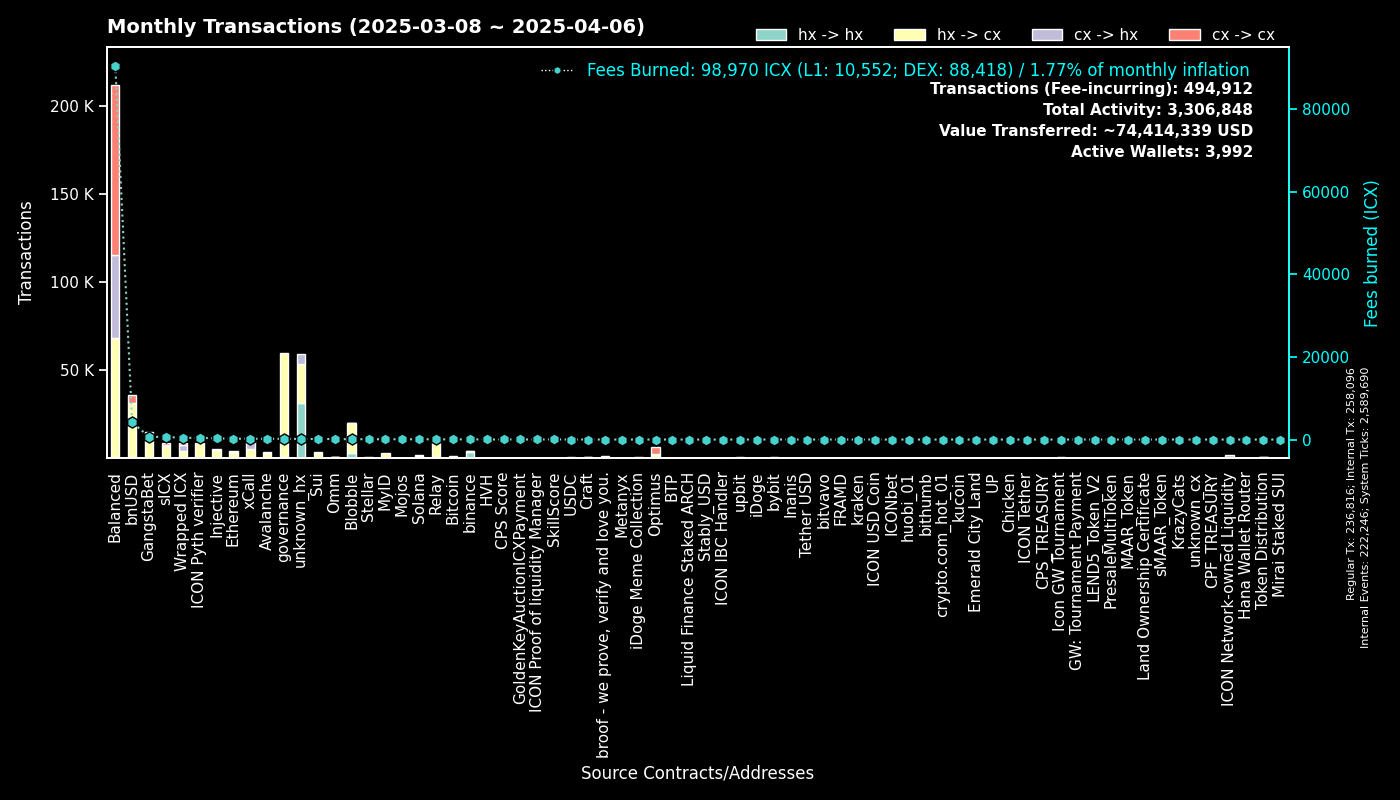 Monthly Transactions (2025-03-08 ~ 2025-04-06)
hx -> hx
hx -> cx
cx -> hx
cx -> cx
Fees Burned: 98,970 ICX (L1: 10,552; DEX: 88,418) / 1.77% of monthly inflation
Transactions (Fee-incurring): 494,912
Total Activity: 3,306,848
Value Transferred: ~74,414,339 USD
Active Wallets: 3,992
Transactions
200 K
150 K
100 K
50 K
80000
60000
40000
20000
0
Fees burned (ICX)
Regular Tx: 236,816; Internal Tx: 258,096
Internal Events: 222,246; System Ticks: 2,589,690
Balanced
bnUSD
GangstaBet
sICX
Wrapped ICX
ICON Pyth verifier
Injective
Ethereum
xCall
Avalanche
governance
unknown_hx
Sui
Omm
Blobble
Stellar
MyID
Mojos
Solana
Relay
Bitcoin
binance
HVH
CPS Score
GoldenKeyAuctionICXPayment
ICON Proof of liquidity Manager
SkillScore
USDC
Craft
broof - we prove, verify and love you.
Metanyx
iDoge Meme Collection
Optimus
BTP
Liquid Finance Staked ARCH
Stably_USD
ICON IBC Handler
upbit
iDoge
bybit
Inanis
Tether USD
bitvavo
FRAMD
kraken
ICON USD Coin
ICONbet
huobi_01
bithumb
crypto.com_hot_01
kucoin
Emerald City Land
UP
Chicken
ICON Tether
CPS_TREASURY
Icon GW Tournament
GW: Tournament Payment
LEND5_Token_V2
PresaleMultiToken
MAAR_Token
Land Ownership Certificate
sMAAR_Token
KrazyCats
unknown_cx
CPF_TREASURY
ICON Network-owned Liquidity
Hana Wallet Router
Token Distribution
Mirai Staked SUI
Source Contracts/Addresses